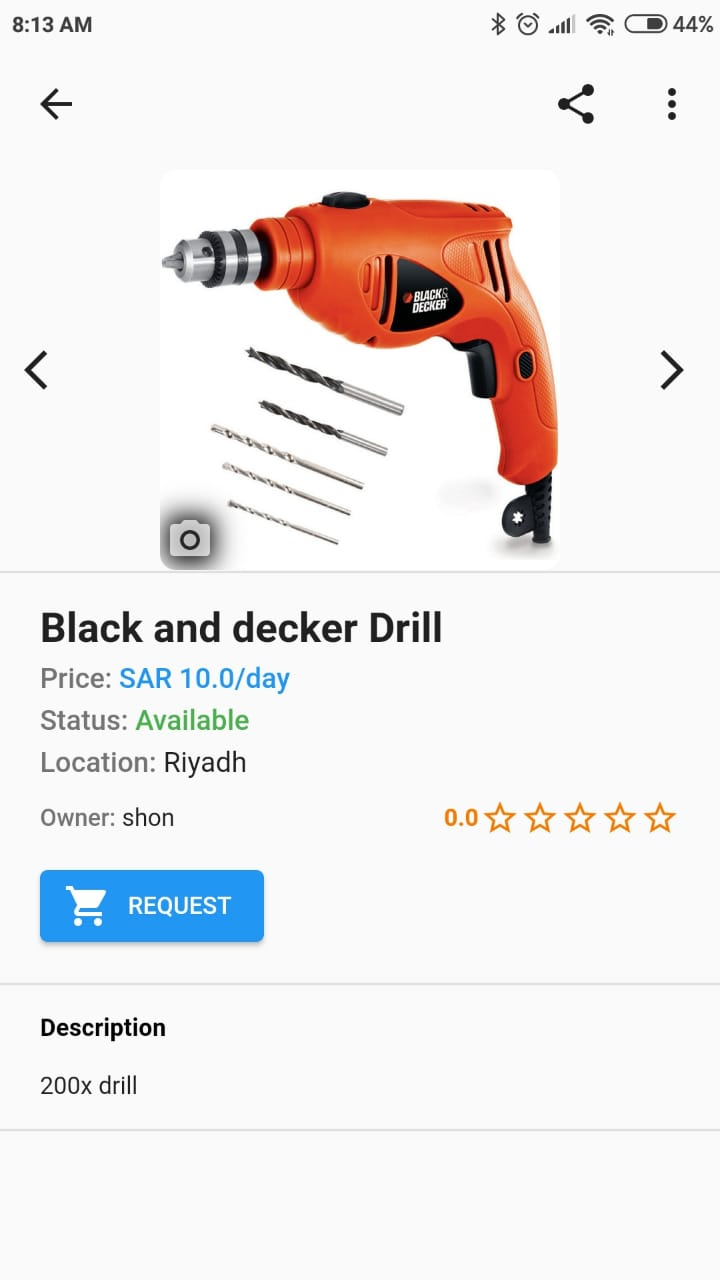 8:13 AM
44%
BLACK&
DECKER
Black and decker Drill
Price: SAR 10.0/day
Status: Available
Location: Riyadh
Owner: shon
0.0
REQUEST
Description
200x drill